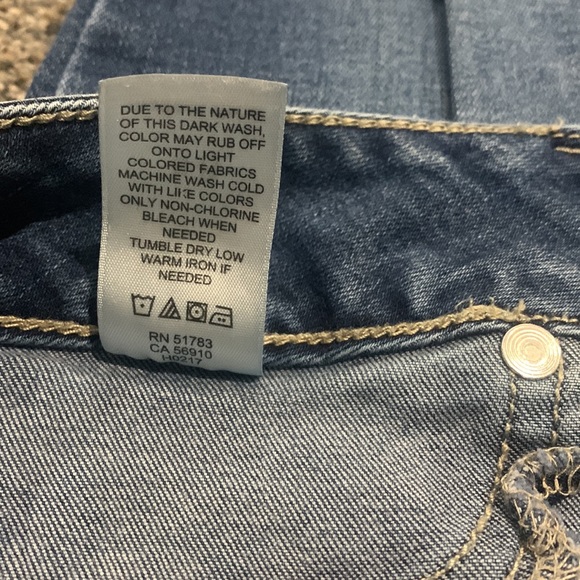 DUE TO THE NATURE
OF THIS DARK WASH,
COLOR MAY RUB OFF
ONTO LIGHT
COLORED FABRICS
MACHINE WASH COLD
WITH LIKE COLORS
ONLY NON-CHLORINE
BLEACH WHEN
NEEDED
TUMBLE DRY LOW
WARM IRON IF
NEEDED
RN 51783
CA 56910
H0217